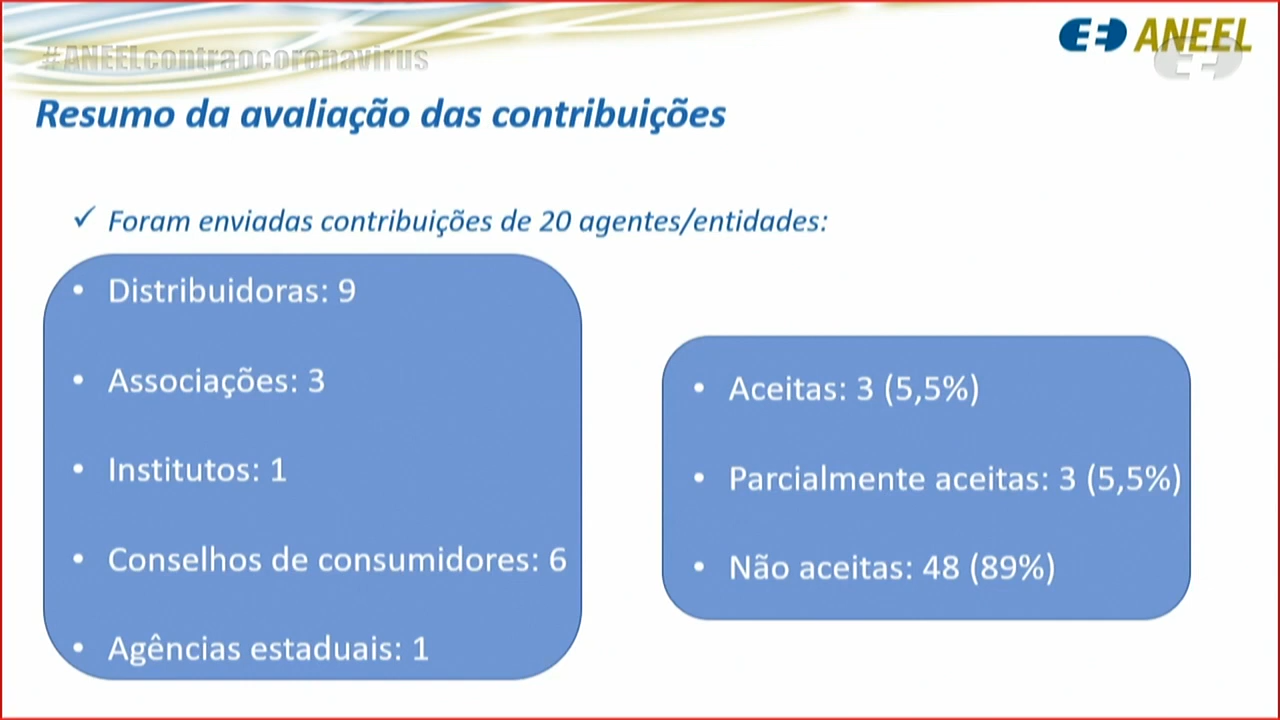 #ANEELcontraocoronavirus
ANEEL
Resumo da avaliação das contribuições
✓ Foram enviadas contribuições de 20 agentes/entidades:
• Distribuidoras: 9
• Associações: 3
• Institutos: 1
• Conselhos de consumidores: 6
• Agências estaduais: 1
• Aceitas: 3 (5,5%)
• Parcialmente aceitas: 3 (5,5%)
• Não aceitas: 48 (89%)